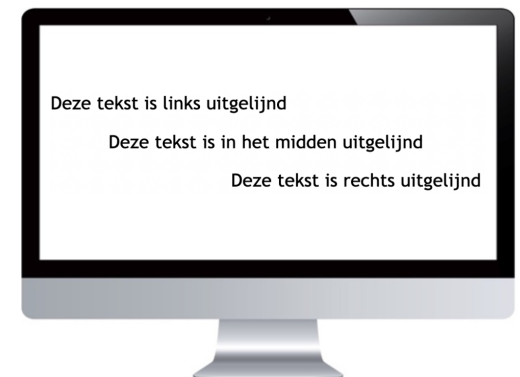 Deze tekst is links uitgelijnd
Deze tekst is in het midden uitgelijnd
Deze tekst is rechts uitgelijnd